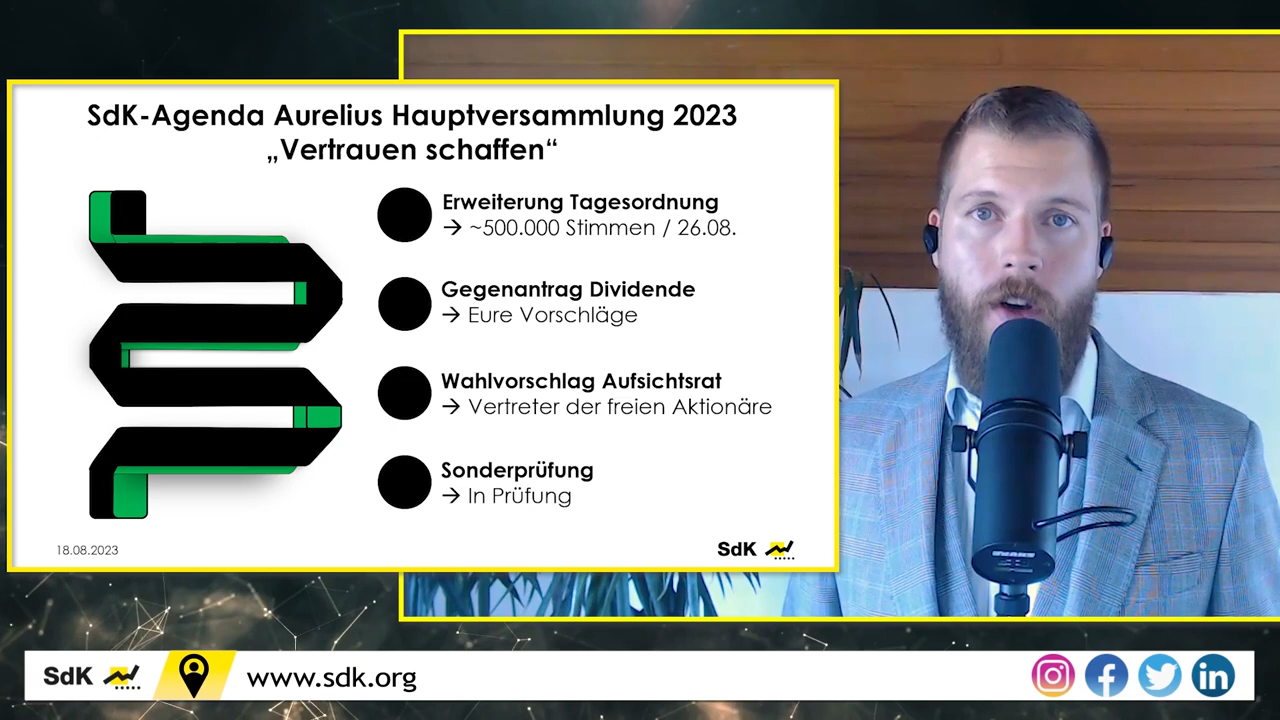 SdK-Agenda Aurelius Hauptversammlung 2023
„Vertrauen schaffen“
Erweiterung Tagesordnung
→ ~500.000 Stimmen / 26.08.
Gegenantrag Dividende
→ Eure Vorschläge
Wahlvorschlag Aufsichtsrat
→ Vertreter der freien Aktionäre
Sonderprüfung
→ In Prüfung
18.08.2023
SdK
SdK
www.sdk.org